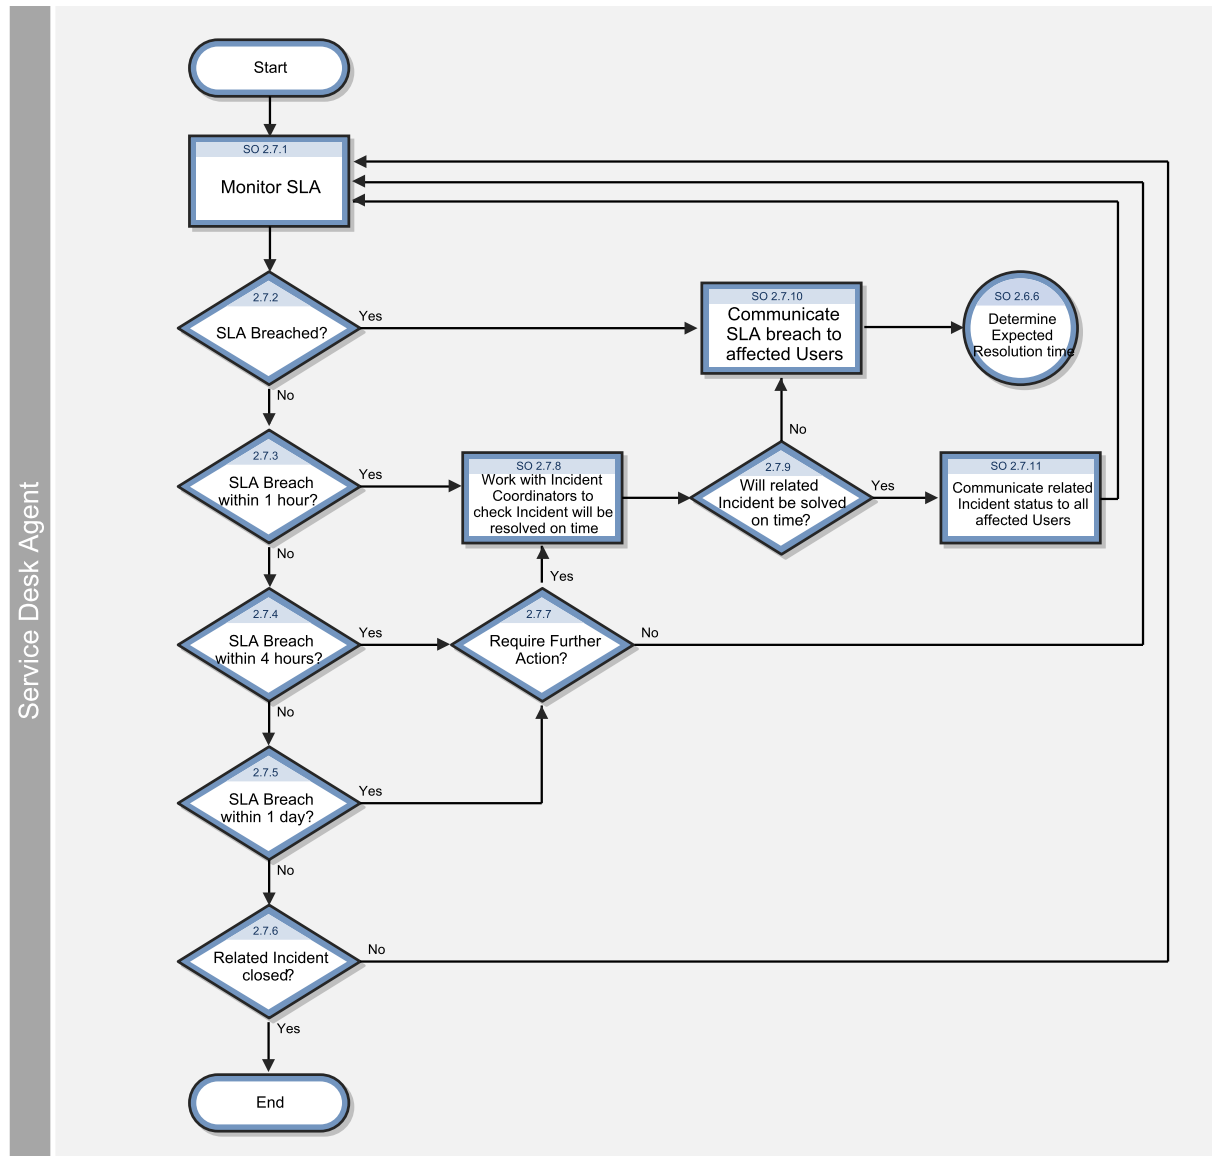 Service Desk Agent
Start
SO 2.7.1
Monitor SLA
2.7.2
SLA Breached?
Yes
No
SO 2.7.10
Communicate
SLA breach to
affected Users
SO 2.6.6
Determine
Expected
Resolution time
2.7.3
SLA Breach
within 1 hour?
Yes
No
SO 2.7.8
Work with Incident
Coordinators to
check Incident will be
resolved on time
No
2.7.9
Will related
Incident be solved
on time?
Yes
SO 2.7.11
Communicate related
Incident status to all
affected Users
2.7.4
SLA Breach
within 4 hours?
Yes
No
Yes
2.7.7
Require Further
Action?
No
2.7.5
SLA Breach
within 1 day?
Yes
No
2.7.6
Related Incident
closed?
No
Yes
End